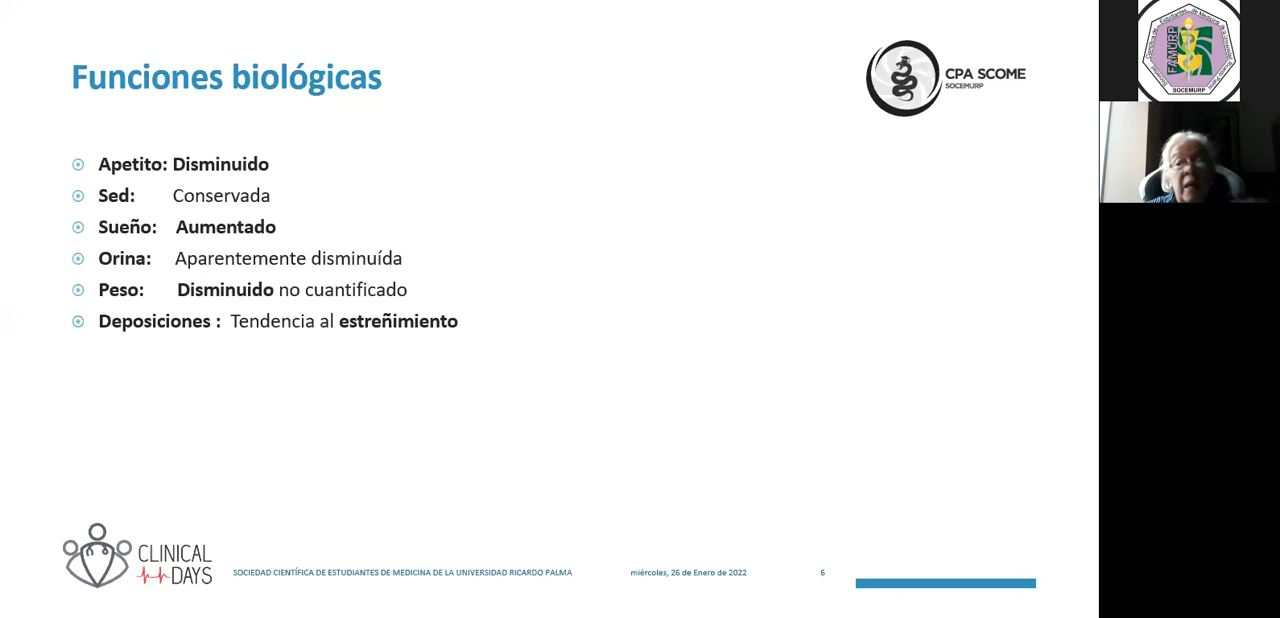 Funciones biológicas
CPA SCOME
SOCEMURP
Apetito: Disminuido
Sed: Conservada
Sueño: Aumentado
Orina: Aparentemente disminuída
Peso: Disminuido no cuantificado
Deposiciones : Tendencia al estreñimiento
CLINICAL
DAYS
SOCIEDAD CIENTÍFICA DE ESTUDIANTES DE MEDICINA DE LA UNIVERSIDAD RICARDO PALMA
miércoles, 26 de Enero de 2022
6
FAMURP
SOCEMURP